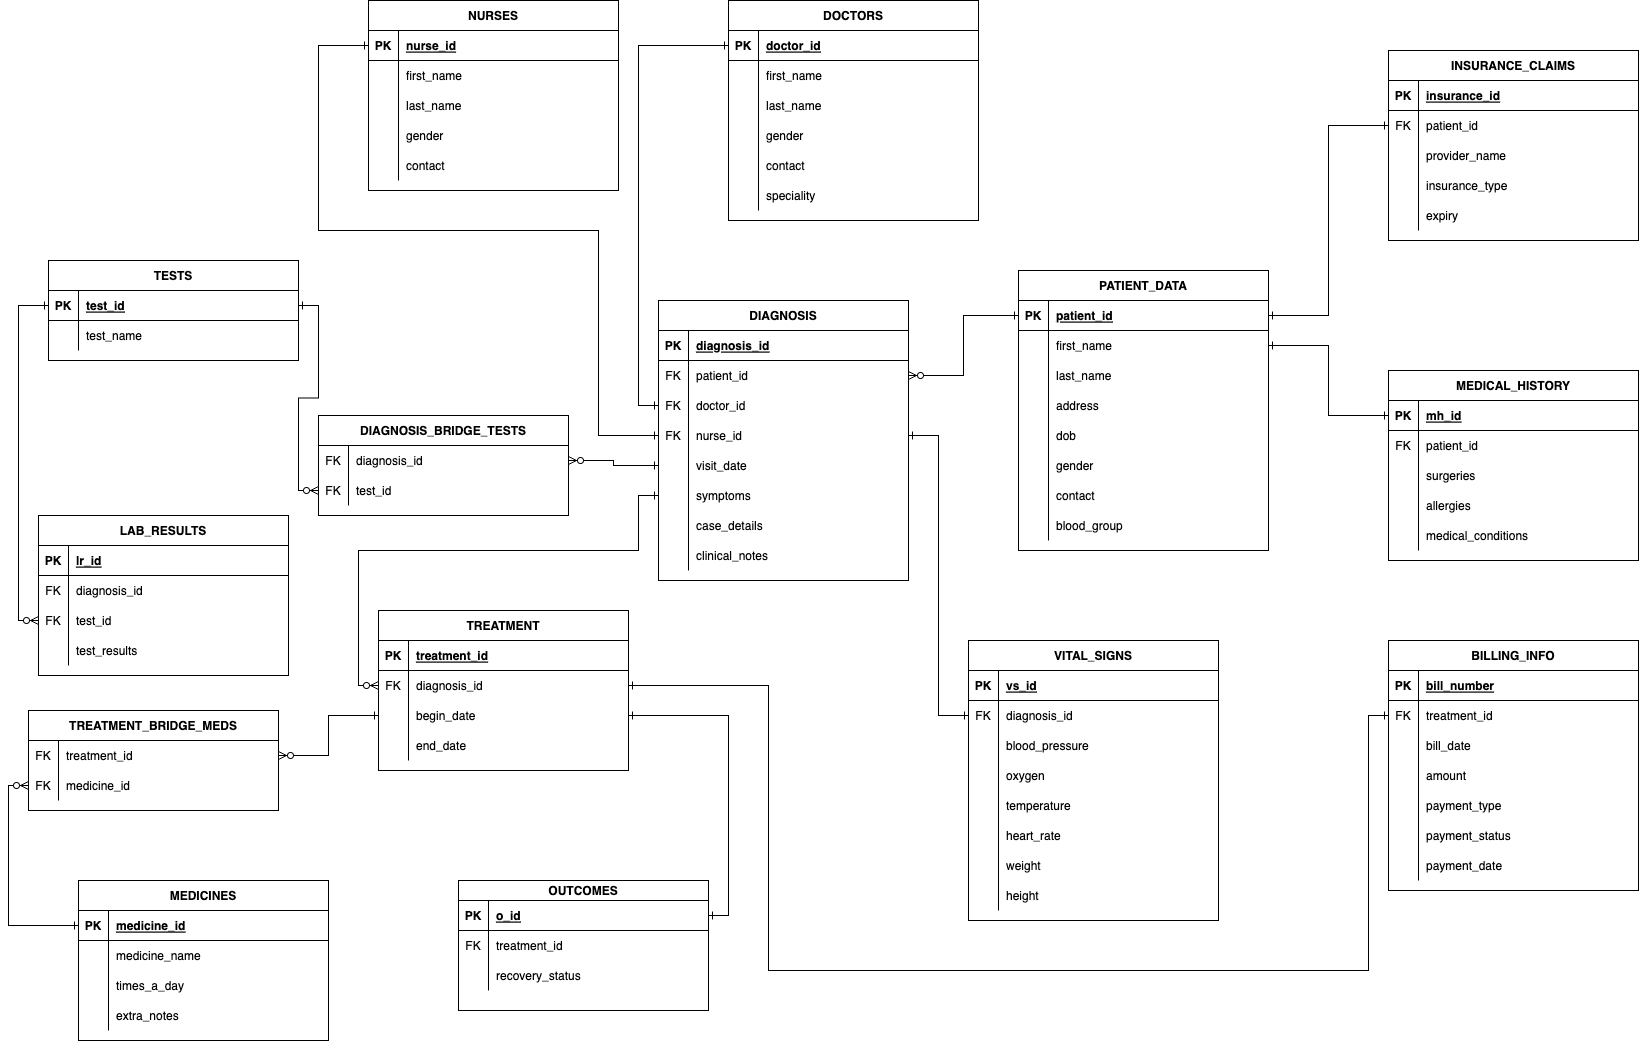 NURSES
PK nurse_id
first_name
last_name
gender
contact
DOCTORS
PK doctor_id
first_name
last_name
gender
contact
speciality
INSURANCE_CLAIMS
PK insurance_id
FK patient_id
provider_name
insurance_type
expiry
TESTS
PK test_id
test_name
DIAGNOSIS
PK diagnosis_id
FK patient_id
FK doctor_id
FK nurse_id
visit_date
symptoms
case_details
clinical_notes
PATIENT_DATA
PK patient_id
first_name
last_name
address
dob
gender
contact
blood_group
MEDICAL_HISTORY
PK mh_id
FK patient_id
surgeries
allergies
medical_conditions
DIAGNOSIS_BRIDGE_TESTS
FK diagnosis_id
FK test_id
LAB_RESULTS
PK lr_id
FK diagnosis_id
FK test_id
test_results
TREATMENT
PK treatment_id
FK diagnosis_id
begin_date
end_date
VITAL_SIGNS
PK vs_id
FK diagnosis_id
blood_pressure
oxygen
temperature
heart_rate
weight
height
BILLING_INFO
PK bill_number
FK treatment_id
bill_date
amount
payment_type
payment_status
payment_date
TREATMENT_BRIDGE_MEDS
FK treatment_id
FK medicine_id
MEDICINES
PK medicine_id
medicine_name
times_a_day
extra_notes
OUTCOMES
PK o_id
FK treatment_id
recovery_status